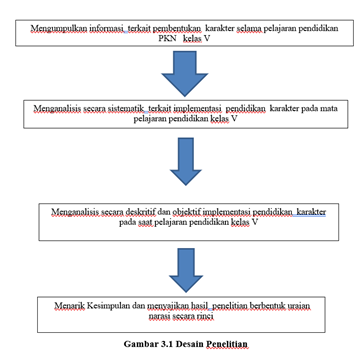 Mengumpulkan informasi terkait pembentukan karakter selama pelajaran pendidikan
PKN kelas V
Menganalisis secara sistematik terkait implementasi pendidikan karakter pada mata
pelajaran pendidikan kelas V
Menganalisis secara deskritif dan objektif implementasi pendidikan karakter
pada saat pelajaran pendidikan kelas V
Menarik Kesimpulan dan menyajikan hasil penelitian berbentuk uraian
narasi secara rinci
Gambar 3.1 Desain Penelitian